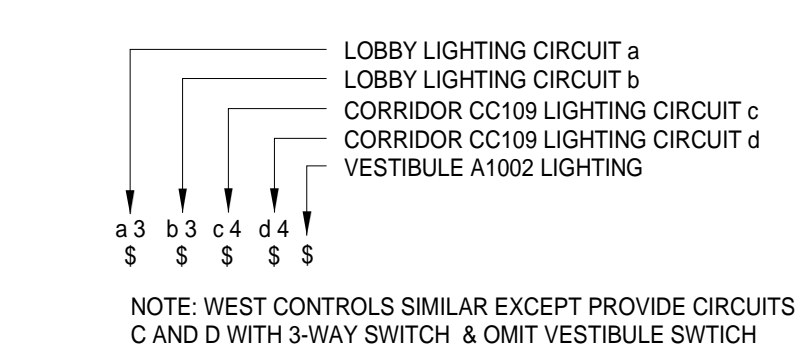 LOBBY LIGHTING CIRCUIT a
LOBBY LIGHTING CIRCUIT b
CORRIDOR CC109 LIGHTING CIRCUIT c
CORRIDOR CC109 LIGHTING CIRCUIT d
VESTIBULE A1002 LIGHTING
a 3 b 3 c 4 d 4
$ $ $ $ $
NOTE: WEST CONTROLS SIMILAR EXCEPT PROVIDE CIRCUITS
C AND D WITH 3-WAY SWITCH & OMIT VESTIBULE SWTICH